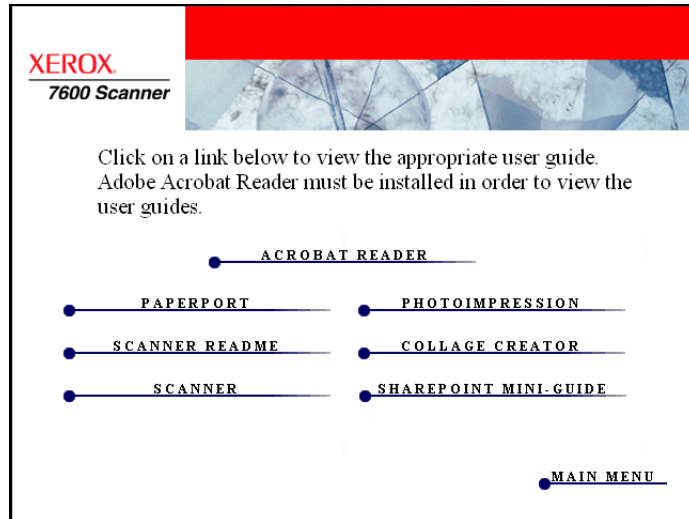 XEROX.
7600 Scanner
Click on a link below to view the appropriate user guide.
Adobe Acrobat Reader must be installed in order to view the
user guides.
ACROBAT READER
PAPERPORT
PHOTOIMPRESSION
SCANNER README
COLLAGE CREATOR
SCANNER
SHAREPOINT MINI-GUIDE
MAIN MENU